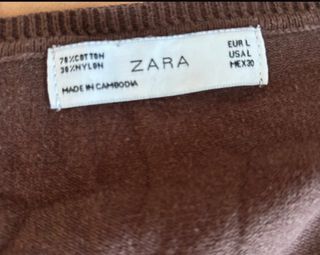 70%COTTON
30%NYLON
MADE IN CAMBODIA
ZARA
EUR L
USA L
MEX 30